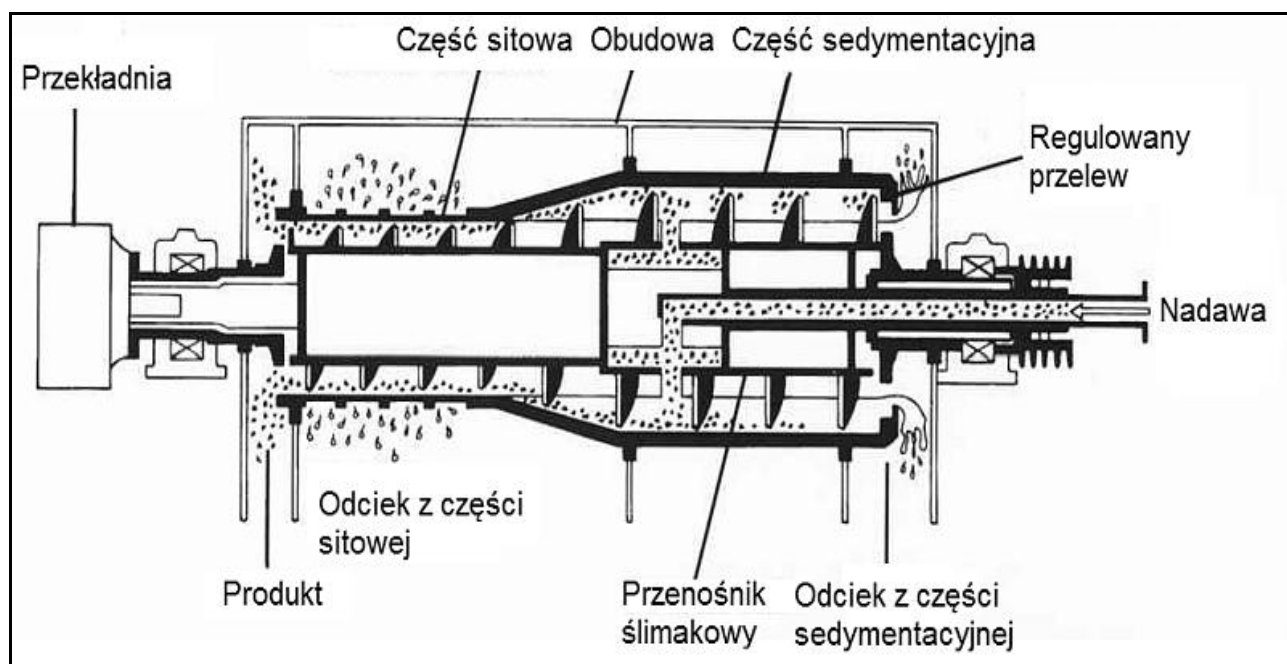 Część sitowa
Obudowa
Część sedymentacyjna
Przekładnia
Regulowany
przelew
Nadawa
Odciek z części
sitowej
Produkt
Przenośnik
ślimakowy
Odciek z części
sedymentacyjnej